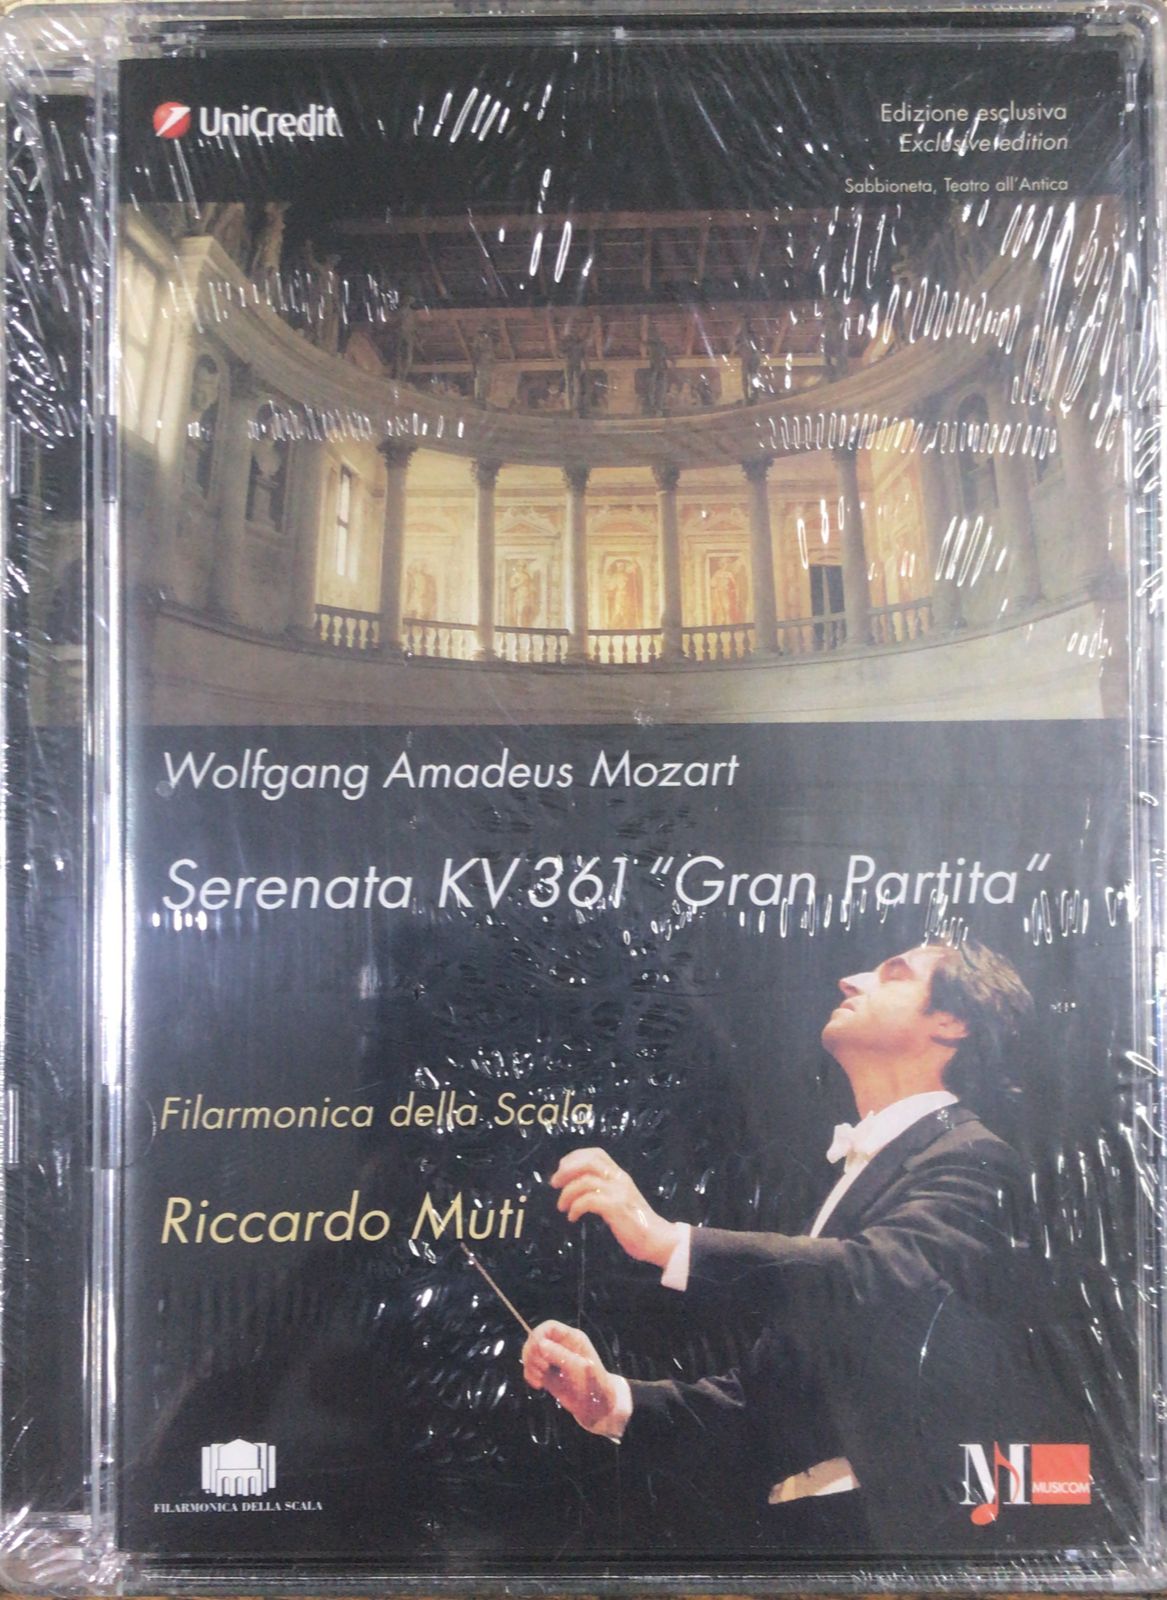 UniCredit
Edizione esclusiva
Exclusive edition
Sabbioneta, Teatro all'Antica
Wolfgang Amadeus Mozart
Serenata KV 361 "Gran Partita"
Filarmonica della Scala
Riccardo Muti
FILARMONICA DELLA SCALA
M MUSICOM